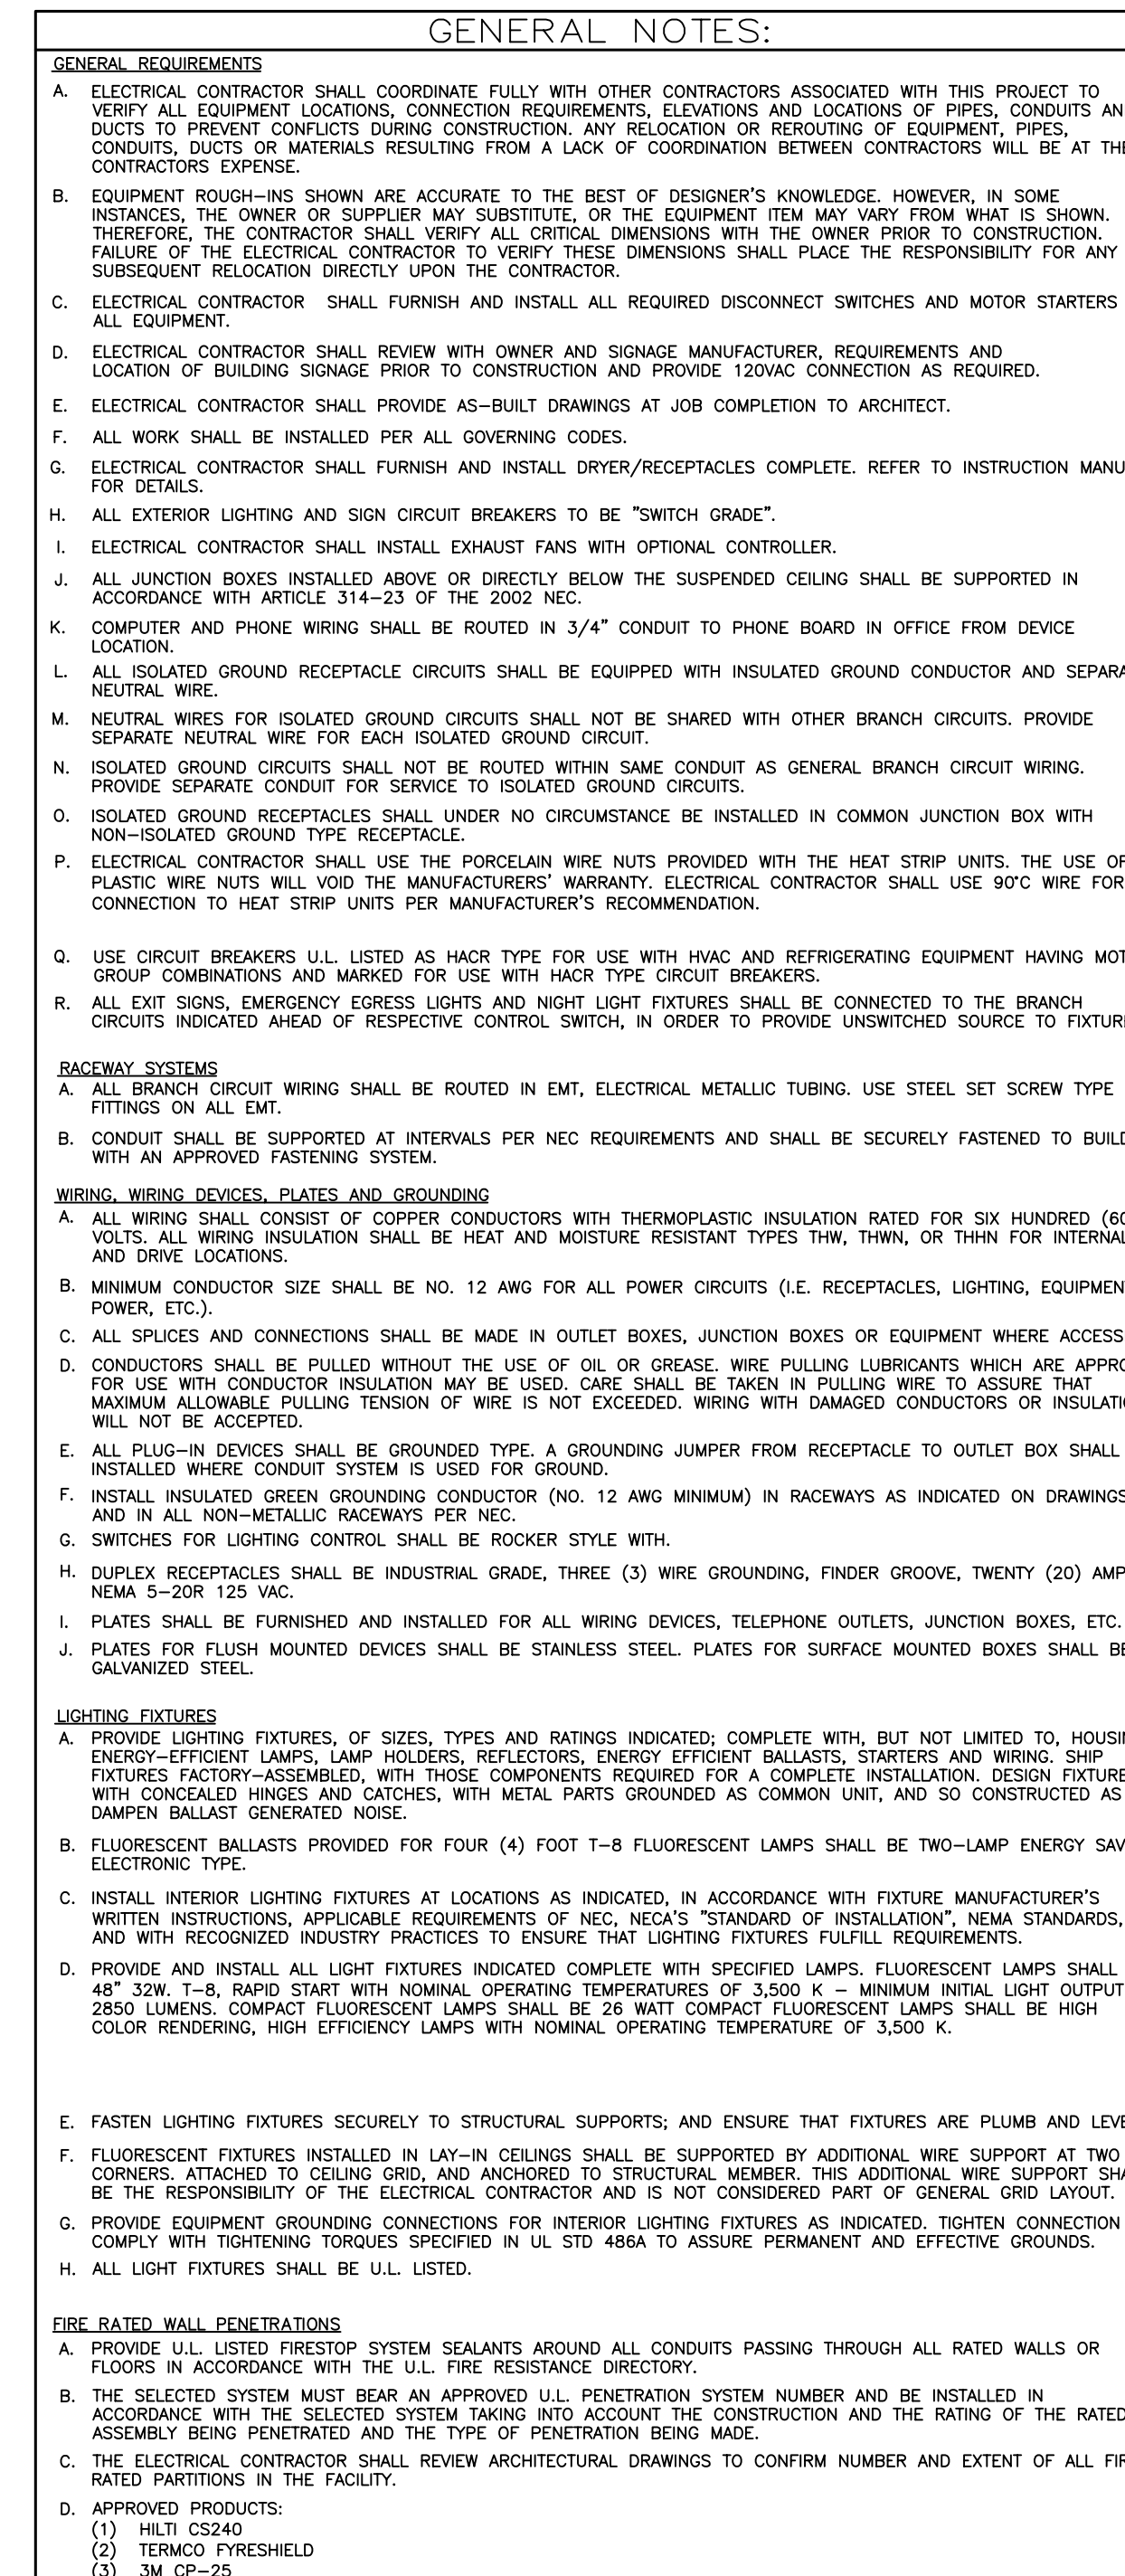 GENERAL NOTES:
GENERAL REQUIREMENTS
A. ELECTRICAL CONTRACTOR SHALL COORDINATE FULLY WITH OTHER CONTRACTORS ASSOCIATED WITH THIS PROJECT TO
VERIFY ALL EQUIPMENT LOCATIONS, CONNECTION REQUIREMENTS, ELEVATIONS AND LOCATIONS OF PIPES, CONDUITS AN
DUCTS TO PREVENT CONFLICTS DURING CONSTRUCTION. ANY RELOCATION OR REROUTING OF EQUIPMENT, PIPES,
CONDUITS, DUCTS OR MATERIALS RESULTING FROM A LACK OF COORDINATION BETWEEN CONTRACTORS WILL BE AT THE
CONTRACTORS EXPENSE.
B. EQUIPMENT ROUGH-INS SHOWN ARE ACCURATE TO THE BEST OF DESIGNER'S KNOWLEDGE. HOWEVER, IN SOME
INSTANCES, THE OWNER OR SUPPLIER MAY SUBSTITUTE, OR THE EQUIPMENT ITEM MAY VARY FROM WHAT IS SHOWN.
THEREFORE, THE CONTRACTOR SHALL VERIFY ALL CRITICAL DIMENSIONS WITH THE OWNER PRIOR TO CONSTRUCTION.
FAILURE OF THE ELECTRICAL CONTRACTOR TO VERIFY THESE DIMENSIONS SHALL PLACE THE RESPONSIBILITY FOR ANY
SUBSEQUENT RELOCATION DIRECTLY UPON THE CONTRACTOR.
C. ELECTRICAL CONTRACTOR SHALL FURNISH AND INSTALL ALL REQUIRED DISCONNECT SWITCHES AND MOTOR STARTERS
ALL EQUIPMENT.
D. ELECTRICAL CONTRACTOR SHALL REVIEW WITH OWNER AND SIGNAGE MANUFACTURER, REQUIREMENTS AND
LOCATION OF BUILDING SIGNAGE PRIOR TO CONSTRUCTION AND PROVIDE 120VAC CONNECTION AS REQUIRED.
E. ELECTRICAL CONTRACTOR SHALL PROVIDE AS-BUILT DRAWINGS AT JOB COMPLETION TO ARCHITECT.
F. ALL WORK SHALL BE INSTALLED PER ALL GOVERNING CODES.
G. ELECTRICAL CONTRACTOR SHALL FURNISH AND INSTALL DRYER/RECEPTACLES COMPLETE. REFER TO INSTRUCTION MANU
FOR DETAILS.
H. ALL EXTERIOR LIGHTING AND SIGN CIRCUIT BREAKERS TO BE "SWITCH GRADE".
I. ELECTRICAL CONTRACTOR SHALL INSTALL EXHAUST FANS WITH OPTIONAL CONTROLLER.
J. ALL JUNCTION BOXES INSTALLED ABOVE OR DIRECTLY BELOW THE SUSPENDED CEILING SHALL BE SUPPORTED IN
ACCORDANCE WITH ARTICLE 314-23 OF THE 2002 NEC.
K. COMPUTER AND PHONE WIRING SHALL BE ROUTED IN 3/4" CONDUIT TO PHONE BOARD IN OFFICE FROM DEVICE
LOCATION.
L. ALL ISOLATED GROUND RECEPTACLE CIRCUITS SHALL BE EQUIPPED WITH INSULATED GROUND CONDUCTOR AND SEPARA
NEUTRAL WIRE.
M. NEUTRAL WIRES FOR ISOLATED GROUND CIRCUITS SHALL NOT BE SHARED WITH OTHER BRANCH CIRCUITS. PROVIDE
SEPARATE NEUTRAL WIRE FOR EACH ISOLATED GROUND CIRCUIT.
N. ISOLATED GROUND CIRCUITS SHALL NOT BE ROUTED WITHIN SAME CONDUIT AS GENERAL BRANCH CIRCUIT WIRING.
PROVIDE SEPARATE CONDUIT FOR SERVICE TO ISOLATED GROUND CIRCUITS.
O. ISOLATED GROUND RECEPTACLES SHALL UNDER NO CIRCUMSTANCE BE INSTALLED IN COMMON JUNCTION BOX WITH
NON-ISOLATED GROUND TYPE RECEPTACLE.
P. ELECTRICAL CONTRACTOR SHALL USE THE PORCELAIN WIRE NUTS PROVIDED WITH THE HEAT STRIP UNITS. THE USE OF
PLASTIC WIRE NUTS WILL VOID THE MANUFACTURERS' WARRANTY. ELECTRICAL CONTRACTOR SHALL USE 90°C WIRE FOR
CONNECTION TO HEAT STRIP UNITS PER MANUFACTURER'S RECOMMENDATION.
Q. USE CIRCUIT BREAKERS U.L. LISTED AS HACR TYPE FOR USE WITH HVAC AND REFRIGERATING EQUIPMENT HAVING MOT
GROUP COMBINATIONS AND MARKED FOR USE WITH HACR TYPE CIRCUIT BREAKERS.
R. ALL EXIT SIGNS, EMERGENCY EGRESS LIGHTS AND NIGHT LIGHT FIXTURES SHALL BE CONNECTED TO THE BRANCH
CIRCUITS INDICATED AHEAD OF RESPECTIVE CONTROL SWITCH, IN ORDER TO PROVIDE UNSWITCHED SOURCE TO FIXTUR
RACEWAY SYSTEMS
A. ALL BRANCH CIRCUIT WIRING SHALL BE ROUTED IN EMT, ELECTRICAL METALLIC TUBING. USE STEEL SET SCREW TYPE
FITTINGS ON ALL EMT.
B. CONDUIT SHALL BE SUPPORTED AT INTERVALS PER NEC REQUIREMENTS AND SHALL BE SECURELY FASTENED TO BUILD
WITH AN APPROVED FASTENING SYSTEM.
WIRING, WIRING DEVICES, PLATES AND GROUNDING
A. ALL WIRING SHALL CONSIST OF COPPER CONDUCTORS WITH THERMOPLASTIC INSULATION RATED FOR SIX HUNDRED (60
VOLTS. ALL WIRING INSULATION SHALL BE HEAT AND MOISTURE RESISTANT TYPES THW, THWN, OR THHN FOR INTERNAL
AND DRIVE LOCATIONS.
B. MINIMUM CONDUCTOR SIZE SHALL BE NO. 12 AWG FOR ALL POWER CIRCUITS (I.E. RECEPTACLES, LIGHTING, EQUIPMEN
POWER, ETC.).
C. ALL SPLICES AND CONNECTIONS SHALL BE MADE IN OUTLET BOXES, JUNCTION BOXES OR EQUIPMENT WHERE ACCESS
D. CONDUCTORS SHALL BE PULLED WITHOUT THE USE OF OIL OR GREASE. WIRE PULLING LUBRICANTS WHICH ARE APPRO
FOR USE WITH CONDUCTOR INSULATION MAY BE USED. CARE SHALL BE TAKEN IN PULLING WIRE TO ASSURE THAT
MAXIMUM ALLOWABLE PULLING TENSION OF WIRE IS NOT EXCEEDED. WIRING WITH DAMAGED CONDUCTORS OR INSULATI
WILL NOT BE ACCEPTED.
E. ALL PLUG-IN DEVICES SHALL BE GROUNDED TYPE. A GROUNDING JUMPER FROM RECEPTACLE TO OUTLET BOX SHALL
INSTALLED WHERE CONDUIT SYSTEM IS USED FOR GROUND.
F. INSTALL INSULATED GREEN GROUNDING CONDUCTOR (NO. 12 AWG MINIMUM) IN RACEWAYS AS INDICATED ON DRAWINGS
AND IN ALL NON-METALLIC RACEWAYS PER NEC.
G. SWITCHES FOR LIGHTING CONTROL SHALL BE ROCKER STYLE WITH.
H. DUPLEX RECEPTACLES SHALL BE INDUSTRIAL GRADE, THREE (3) WIRE GROUNDING, FINDER GROOVE, TWENTY (20) AMP
NEMA 5-20R 125 VAC.
I. PLATES SHALL BE FURNISHED AND INSTALLED FOR ALL WIRING DEVICES, TELEPHONE OUTLETS, JUNCTION BOXES, ETC.
J. PLATES FOR FLUSH MOUNTED DEVICES SHALL BE STAINLESS STEEL. PLATES FOR SURFACE MOUNTED BOXES SHALL BE
GALVANIZED STEEL.
LIGHTING FIXTURES
A. PROVIDE LIGHTING FIXTURES, OF SIZES, TYPES AND RATINGS INDICATED; COMPLETE WITH, BUT NOT LIMITED TO, HOUSI
ENERGY-EFFICIENT LAMPS, LAMP HOLDERS, REFLECTORS, ENERGY EFFICIENT BALLASTS, STARTERS AND WIRING. SHIP
FIXTURES FACTORY-ASSEMBLED, WITH THOSE COMPONENTS REQUIRED FOR A COMPLETE INSTALLATION. DESIGN FIXTURE
WITH CONCEALED HINGES AND CATCHES, WITH METAL PARTS GROUNDED AS COMMON UNIT, AND SO CONSTRUCTED AS
DAMPEN BALLAST GENERATED NOISE.
B. FLUORESCENT BALLASTS PROVIDED FOR FOUR (4) FOOT T-8 FLUORESCENT LAMPS SHALL BE TWO-LAMP ENERGY SAV
ELECTRONIC TYPE.
C. INSTALL INTERIOR LIGHTING FIXTURES AT LOCATIONS AS INDICATED, IN ACCORDANCE WITH FIXTURE MANUFACTURER'S
WRITTEN INSTRUCTIONS, APPLICABLE REQUIREMENTS OF NEC, NECA'S "STANDARD OF INSTALLATION", NEMA STANDARDS,
AND WITH RECOGNIZED INDUSTRY PRACTICES TO ENSURE THAT LIGHTING FIXTURES FULFILL REQUIREMENTS.
D. PROVIDE AND INSTALL ALL LIGHT FIXTURES INDICATED COMPLETE WITH SPECIFIED LAMPS. FLUORESCENT LAMPS SHALL
48" 32W. T-8, RAPID START WITH NOMINAL OPERATING TEMPERATURES OF 3,500 K - MINIMUM INITIAL LIGHT OUTPUT
2850 LUMENS. COMPACT FLUORESCENT LAMPS SHALL BE 26 WATT COMPACT FLUORESCENT LAMPS SHALL BE HIGH
COLOR RENDERING, HIGH EFFICIENCY LAMPS WITH NOMINAL OPERATING TEMPERATURE OF 3,500 K.
E. FASTEN LIGHTING FIXTURES SECURELY TO STRUCTURAL SUPPORTS; AND ENSURE THAT FIXTURES ARE PLUMB AND LEVE
F. FLUORESCENT FIXTURES INSTALLED IN LAY-IN CEILINGS SHALL BE SUPPORTED BY ADDITIONAL WIRE SUPPORT AT TWO
CORNERS. ATTACHED TO CEILING GRID, AND ANCHORED TO STRUCTURAL MEMBER. THIS ADDITIONAL WIRE SUPPORT SHA
BE THE RESPONSIBILITY OF THE ELECTRICAL CONTRACTOR AND IS NOT CONSIDERED PART OF GENERAL GRID LAYOUT.
G. PROVIDE EQUIPMENT GROUNDING CONNECTIONS FOR INTERIOR LIGHTING FIXTURES AS INDICATED. TIGHTEN CONNECTION
COMPLY WITH TIGHTENING TORQUES SPECIFIED IN UL STD 486A TO ASSURE PERMANENT AND EFFECTIVE GROUNDS.
H. ALL LIGHT FIXTURES SHALL BE U.L. LISTED.
FIRE RATED WALL PENETRATIONS
A. PROVIDE U.L. LISTED FIRESTOP SYSTEM SEALANTS AROUND ALL CONDUITS PASSING THROUGH ALL RATED WALLS OR
FLOORS IN ACCORDANCE WITH THE U.L. FIRE RESISTANCE DIRECTORY.
B. THE SELECTED SYSTEM MUST BEAR AN APPROVED U.L. PENETRATION SYSTEM NUMBER AND BE INSTALLED IN
ACCORDANCE WITH THE SELECTED SYSTEM TAKING INTO ACCOUNT THE CONSTRUCTION AND THE RATING OF THE RATED
ASSEMBLY BEING PENETRATED AND THE TYPE OF PENETRATION BEING MADE.
C. THE ELECTRICAL CONTRACTOR SHALL REVIEW ARCHITECTURAL DRAWINGS TO CONFIRM NUMBER AND EXTENT OF ALL FIR
RATED PARTITIONS IN THE FACILITY.
D. APPROVED PRODUCTS:
(1) HILTI CS240
(2) TERMCO FYRESHIELD
(3) 3M CP-25